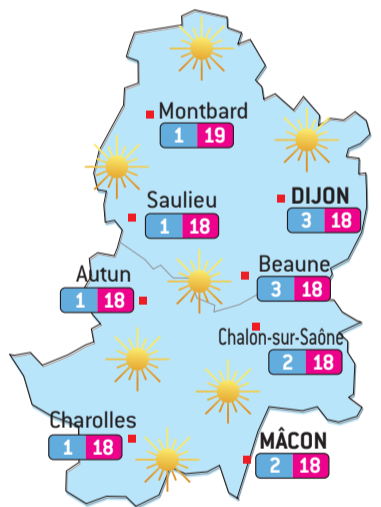 Montbard
1 19
Saulieu
1 18
DIJON
3 18
Autun
1 18
Beaune
3 18
Chalon-sur-Saône
2 18
Charolles
1 18
MÂCON
2 18